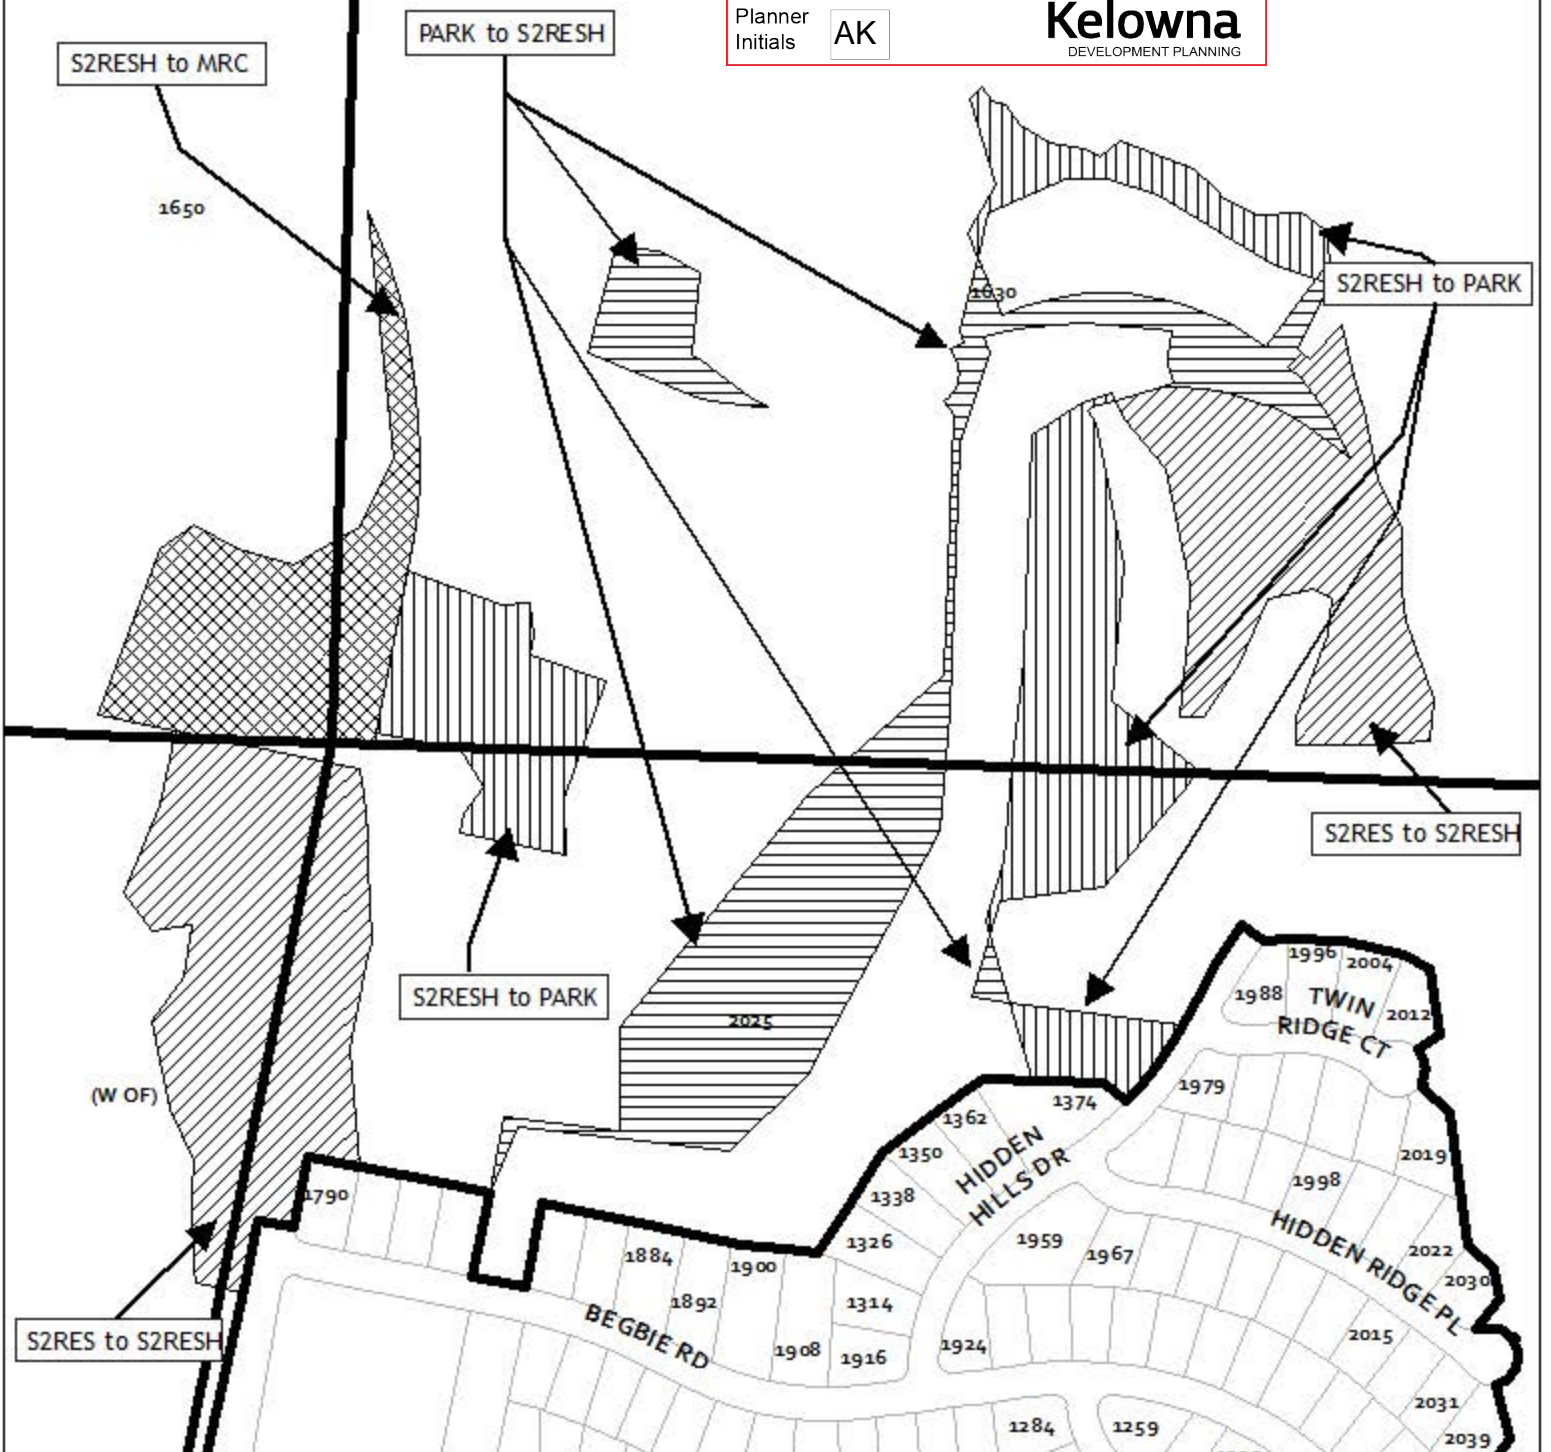 Planner
Initials
AK
Kelowna
DEVELOPMENT PLANNING
PARK to S2RESH
S2RESH to MRC
1650
1630
S2RESH to PARK
S2RES to S2RESH
S2RESH to PARK
2025
(W OF)
1996
2004
1988
TWIN
RIDGE CT
2012
1979
1374
1362
1350
HIDDEN
HILLS DR
2019
1998
1338
1790
1326
1959
1967
HIDDEN RIDGE PL
2022
2030
1884
1900
1892
1314
BEGBIE RD
1908
1916
1924
2015
S2RES to S2RESH
2031
1284
1259
2039